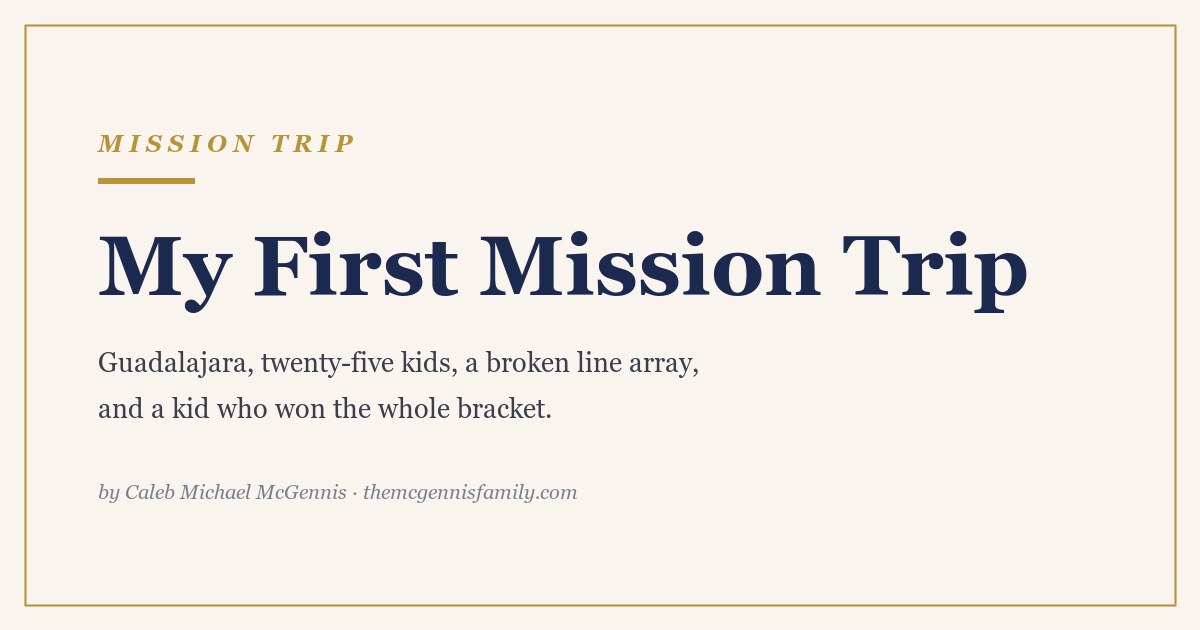 MISSION TRIP
My First Mission Trip
Guadalajara, twenty-five kids, a broken line array,
and a kid who won the whole bracket.
by Caleb Michael McGennis · themcgennisfamily.com